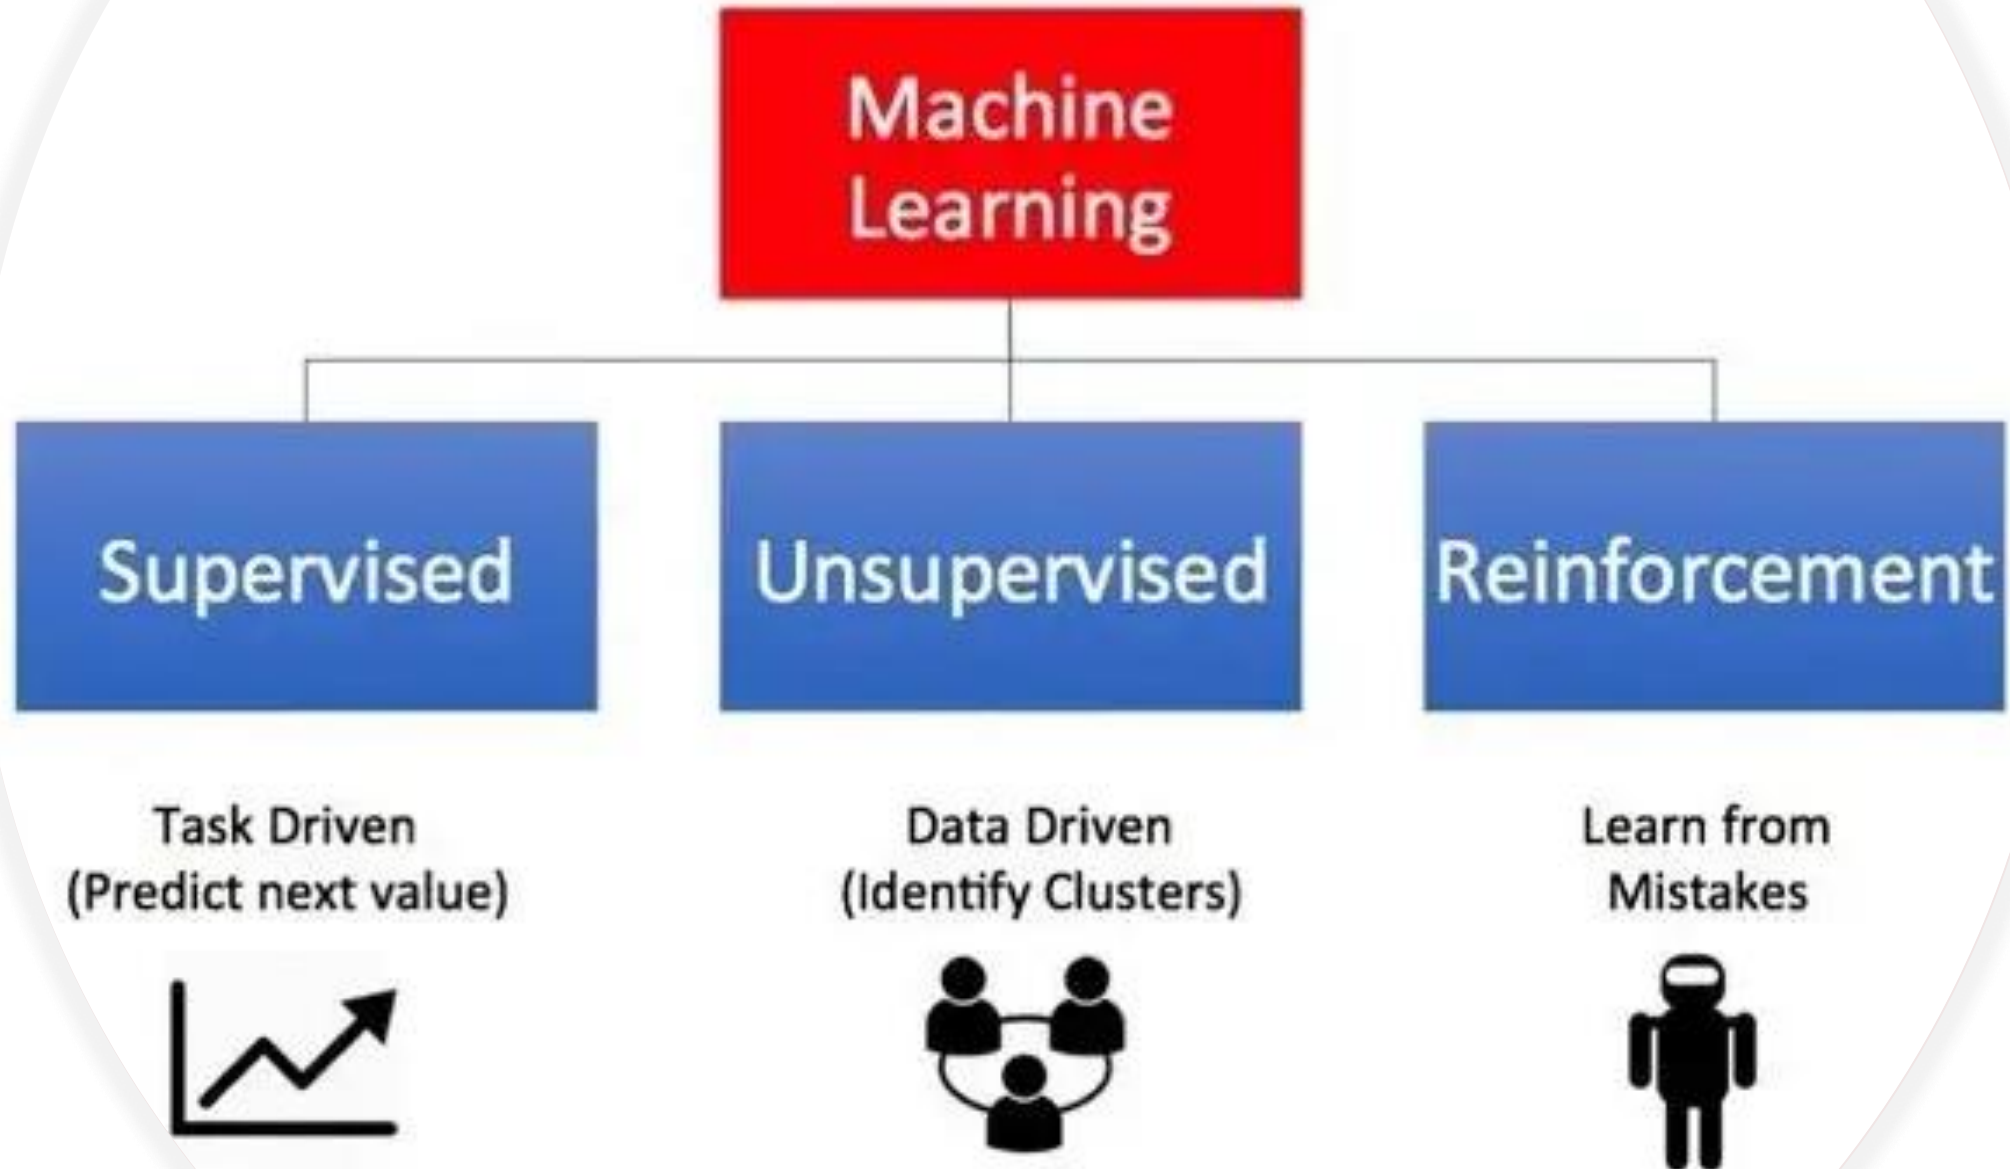 Machine
Learning
Supervised
Unsupervised
Reinforcement
Task Driven
(Predict next value)
Data Driven
(Identify Clusters)
Learn from
Mistakes